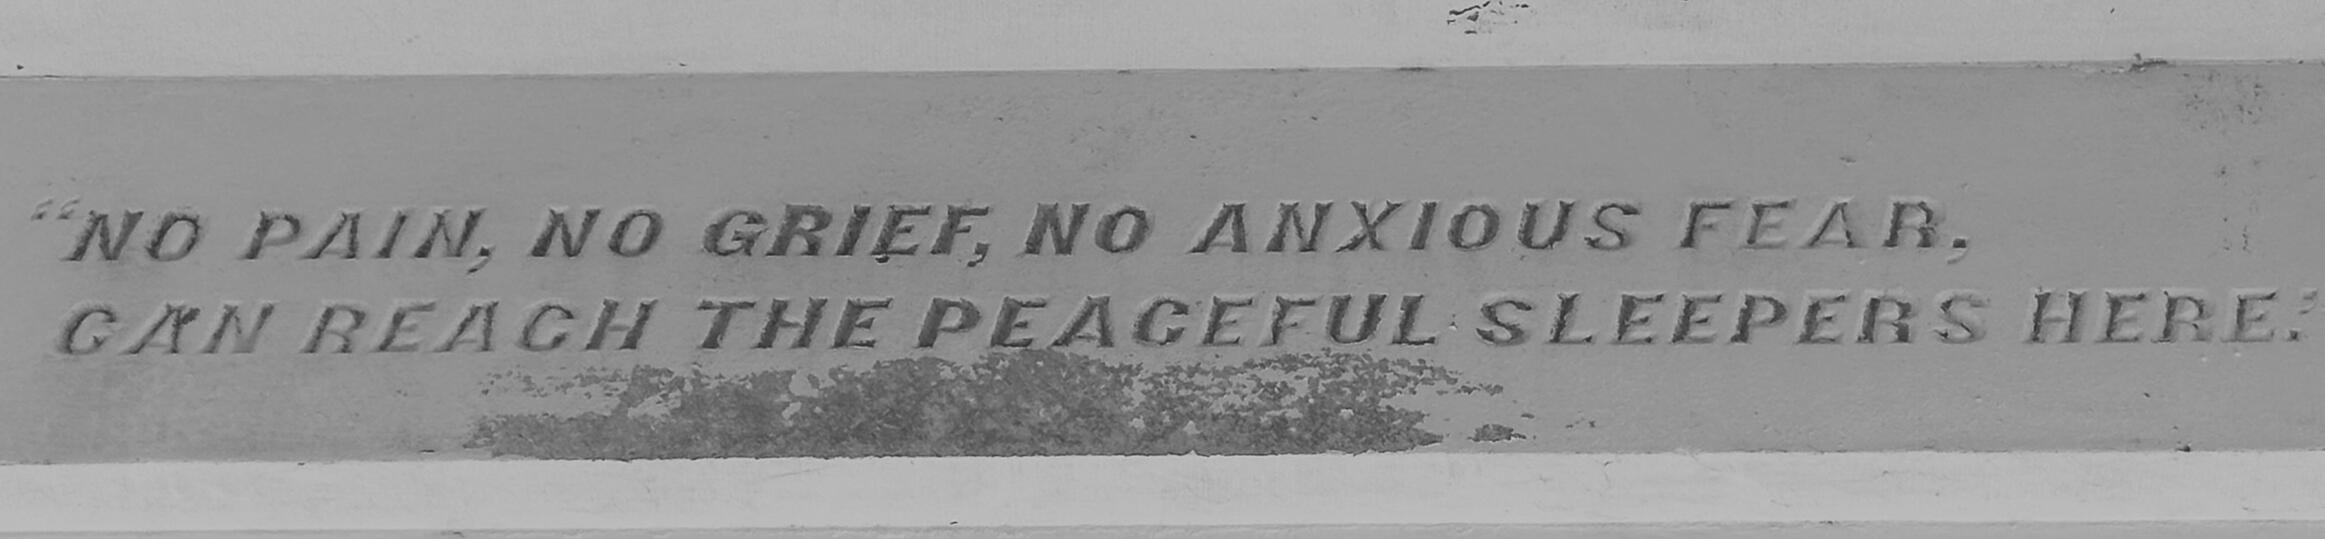 “NO PAIN, NO GRIEF, NO ANXIOUS FEAR,
CAN REACH THE PEACEFUL SLEEPERS HERE.”